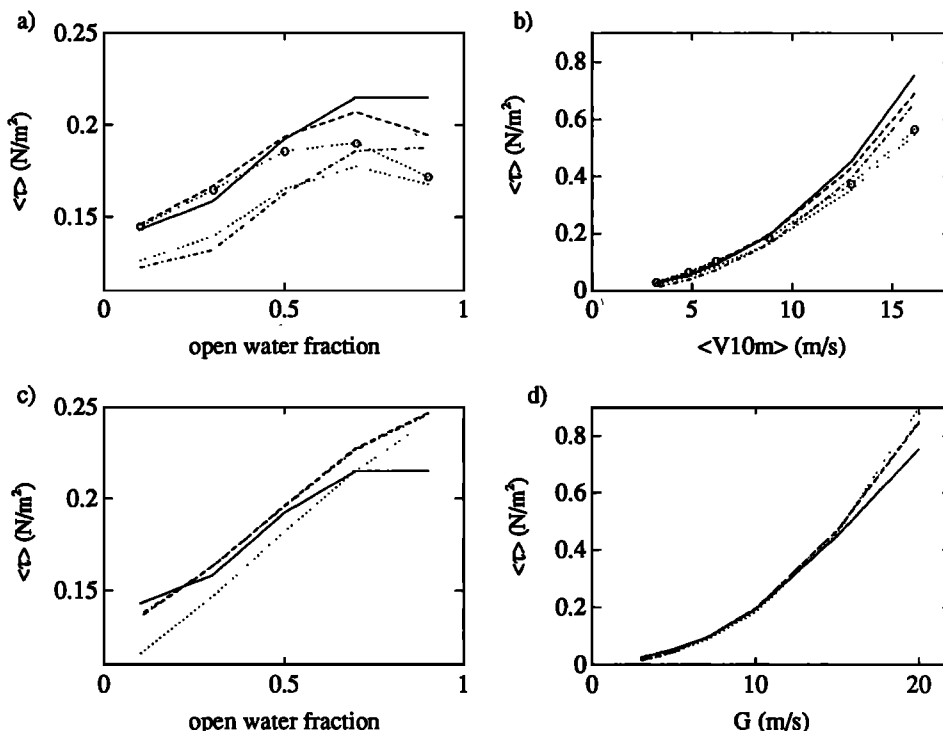 a)
<τ> (N/m²)
0.25
0.2
0.15
0
0.5
1
open water fraction
b)
<τ> (N/m²)
0.8
0.6
0.4
0.2
0
0
5
10
15
<V10m> (m/s)
c)
<τ> (N/m²)
0.25
0.2
0.15
0
0.5
1
open water fraction
d)
<τ> (N/m²)
0.8
0.6
0.4
0.2
0
0
10
20
G (m/s)